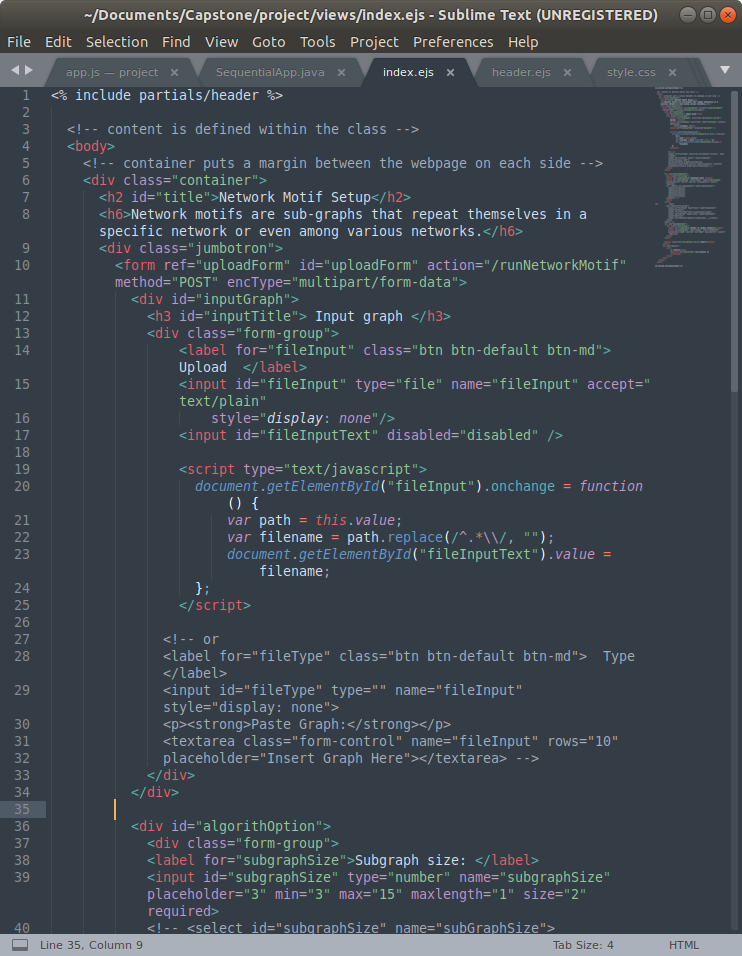 ~/Documents/Capstone/project/views/index.ejs - Sublime Text (UNREGISTERED)
File Edit Selection Find View Goto Tools Project Preferences Help
app.js — project × SequentialApp.java × index.ejs × header.ejs × style.css ×
1 <% include partials/header %>
2
3 <!-- content is defined within the class -->
4 <body>
5 <!-- container puts a margin between the webpage on each side -->
6 <div class="container">
7 <h2 id="title">Network Motif Setup</h2>
8 <h6>Network motifs are sub-graphs that repeat themselves in a
specific network or even among various networks.</h6>
9 <div class="jumbotron">
10 <form ref="uploadForm" id="uploadForm" action="/runNetworkMotif"
method="POST" encType="multipart/form-data">
11 <div id="inputGraph">
12 <h3 id="inputTitle"> Input graph </h3>
13 <div class="form-group">
14 <label for="fileInput" class="btn btn-default btn-md">
Upload  </label>
15 <input id="fileInput" type="file" name="fileInput" accept="
text/plain"
16 style="display: none"/>
17 <input id="fileInputText" disabled="disabled" />
18
19 <script type="text/javascript">
20 document.getElementById("fileInput").onchange = function
() {
21 var path = this.value;
22 var filename = path.replace(/^.*\\/, "");
23 document.getElementById("fileInputText").value =
filename;
24 };
25 </script>
26
27 <!-- or
28 <label for="fileType" class="btn btn-default btn-md">  Type
</label>
29 <input id="fileType" type="" name="fileInput"
style="display: none">
30 <p><strong>Paste Graph:</strong></p>
31 <textarea class="form-control" name="fileInput" rows="10"
32 placeholder="Insert Graph Here"></textarea> -->
33 </div>
34 </div>
35
36 <div id="algorithOption">
37 <div class="form-group">
38 <label for="subgraphSize">Subgraph size: </label>
39 <input id="subgraphSize" type="number" name="subgraphSize"
placeholder="3" min="3" max="15" maxlength="1" size="2"
required>
40 <!-- <select id="subgraphSize" name="subGraphSize">
Line 35, Column 9 Tab Size: 4 HTML